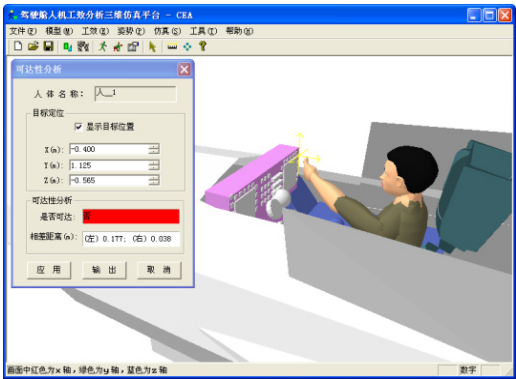 驾驶舱人机工效分析三维仿真平台 - CEA
文件(F) 模型(M) 工效(E) 姿势(P) 仿真(S) 工具(T) 帮助(H)
可达性分析
人 体 名 称: 人__1
目标定位
显示目标位置
X(m): -0.400
Y(m): 1.125
Z(m): -0.565
可达性分析
是否可达: 否
相差距离(m): (左) 0.177; (右) 0.038
应 用 输 出 取 消
画面中红色为x轴,绿色为y轴,蓝色为z轴 数字